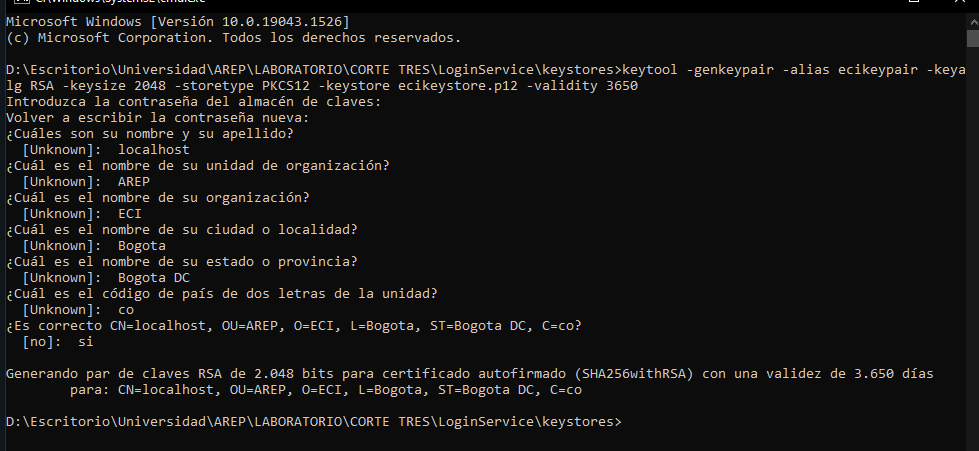 Microsoft Windows [Versión 10.0.19043.1526]
(c) Microsoft Corporation. Todos los derechos reservados.
D:\Escritorio\Universidad\AREP\LABORATORIO\CORTE TRES\LoginService\keystores>keytool -genkeypair -alias ecikeypair -keya
lg RSA -keysize 2048 -storetype PKCS12 -keystore ecikeystore.p12 -validity 3650
Introduzca la contraseña del almacén de claves:
Volver a escribir la contraseña nueva:
¿Cuáles son su nombre y su apellido?
[Unknown]:  localhost
¿Cuál es el nombre de su unidad de organización?
[Unknown]:  AREP
¿Cuál es el nombre de su organización?
[Unknown]:  ECI
¿Cuál es el nombre de su ciudad o localidad?
[Unknown]:  Bogota
¿Cuál es el nombre de su estado o provincia?
[Unknown]:  Bogota DC
¿Cuál es el código de país de dos letras de la unidad?
[Unknown]:  co
¿Es correcto CN=localhost, OU=AREP, O=ECI, L=Bogota, ST=Bogota DC, C=co?
[no]:  si
Generando par de claves RSA de 2.048 bits para certificado autofirmado (SHA256withRSA) con una validez de 3.650 días
para: CN=localhost, OU=AREP, O=ECI, L=Bogota, ST=Bogota DC, C=co
D:\Escritorio\Universidad\AREP\LABORATORIO\CORTE TRES\LoginService\keystores>